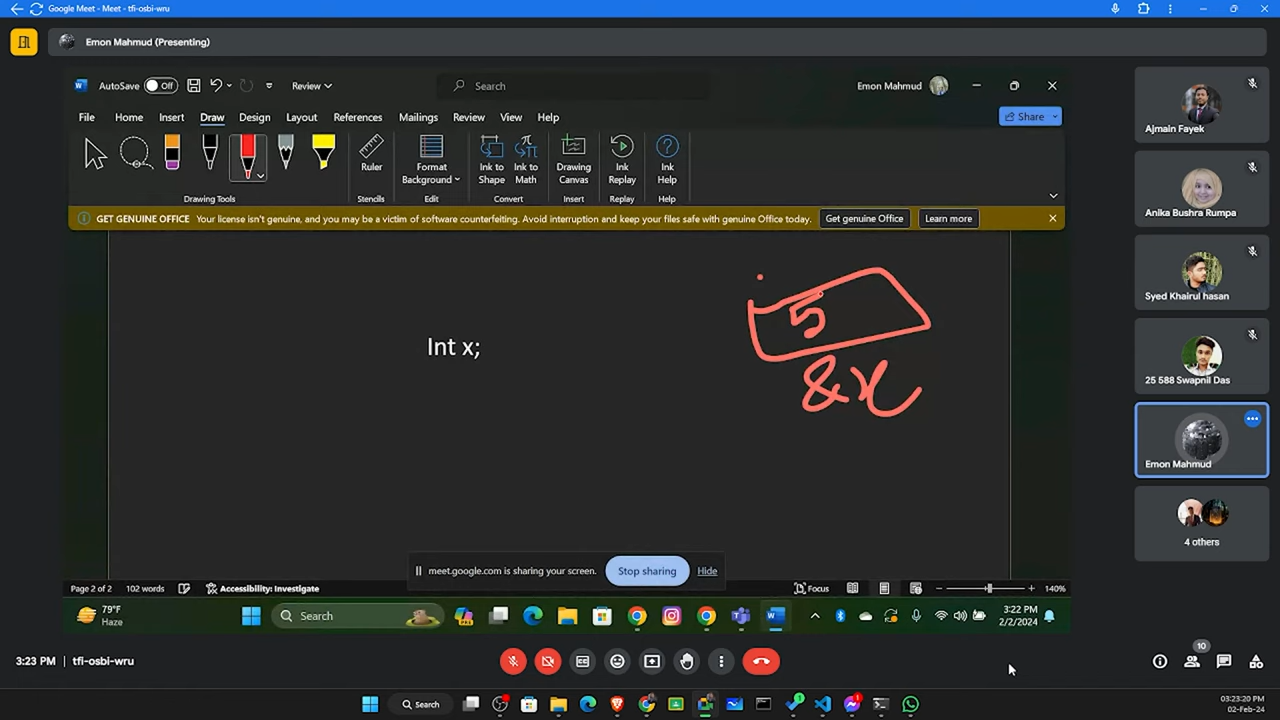 Google Meet - Meet - tfi-osbi-wru
Emon Mahmud (Presenting)
AutoSave Off Review Search Emon Mahmud
File Home Insert Draw Design Layout References Mailings Review View Help Share
Ruler Format Background Ink to Shape Ink to Math Drawing Canvas Ink Replay Ink Help
Drawing Tools Stencils Edit Convert Insert Replay Help
GET GENUINE OFFICE Your license isn't genuine, and you may be a victim of software counterfeiting. Avoid interruption and keep your files safe with genuine Office today. Get genuine Office Learn more
5
Int x;
&x
meet.google.com is sharing your screen. Stop sharing Hide
Page 2 of 2 102 words Accessibility: Investigate Focus 140%
79°F
Haze
Search
3:22 PM
2/2/2024
Ajmain Fayek
Anika Bushra Rumpa
Syed Khairul hasan
25 588 Swapnil Das
Emon Mahmud
4 others
3:23 PM | tfi-osbi-wru
10
Search
1
1
03:23:20 PM
02-Feb-24